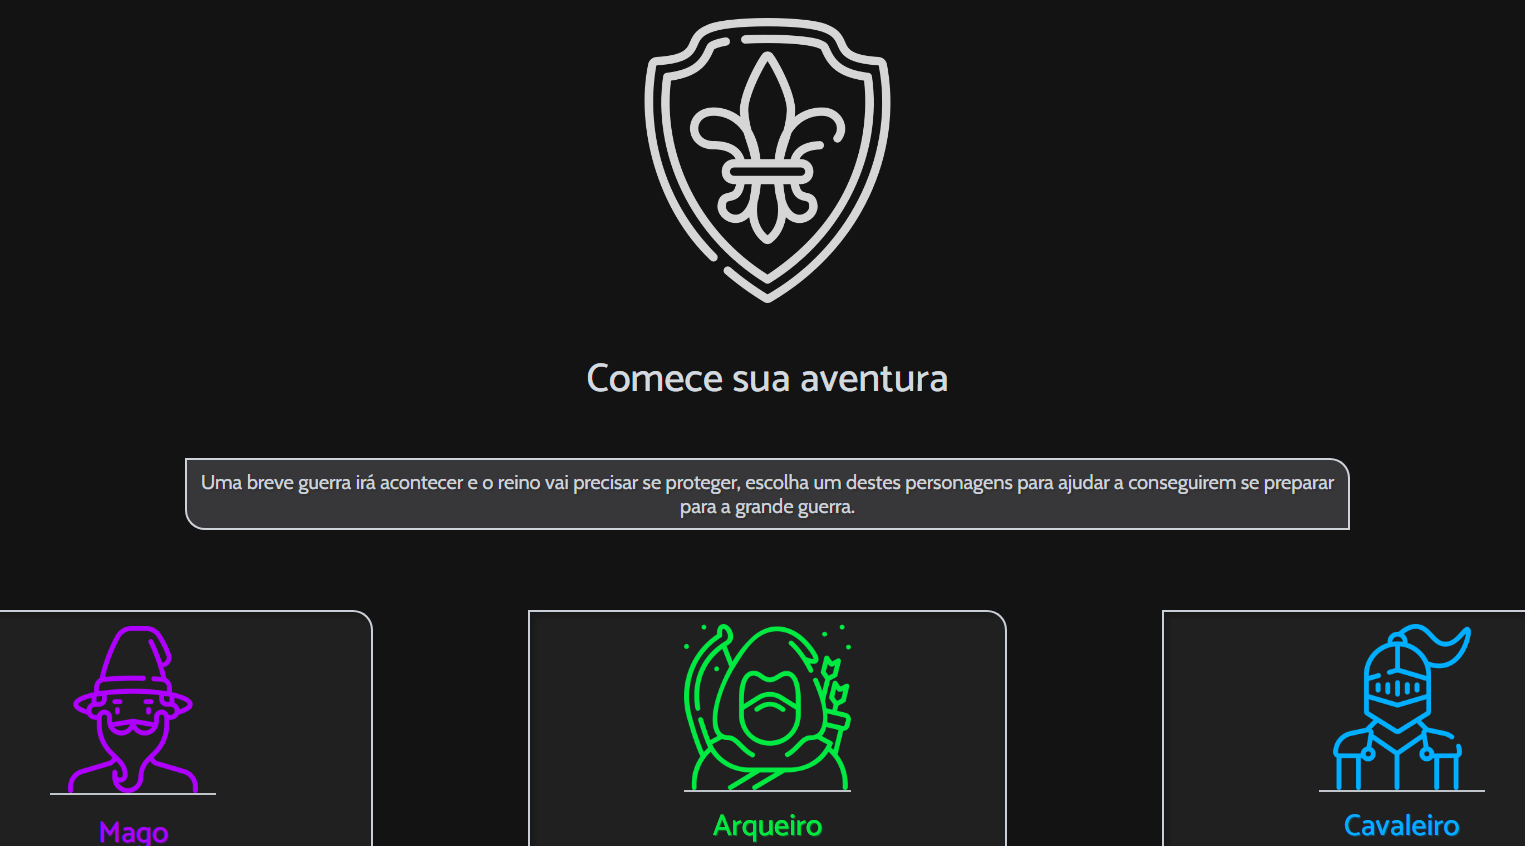 Comece sua aventura
Uma breve guerra irá acontecer e o reino vai precisar se proteger, escolha um destes personagens para ajudar a conseguirem se preparar
para a grande guerra.
Mago
Arqueiro
Cavaleiro